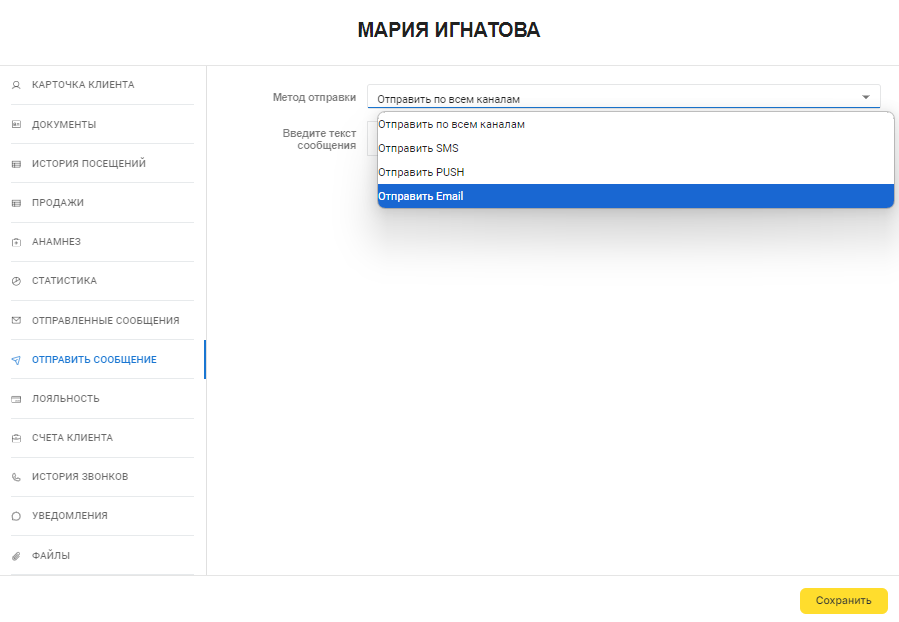 МАРИЯ ИГНАТОВА
КАРТОЧКА КЛИЕНТА
ДОКУМЕНТЫ
ИСТОРИЯ ПОСЕЩЕНИЙ
ПРОДАЖИ
АНАМНЕЗ
СТАТИСТИКА
ОТПРАВЛЕННЫЕ СООБЩЕНИЯ
ОТПРАВИТЬ СООБЩЕНИЕ
ЛОЯЛЬНОСТЬ
СЧЕТА КЛИЕНТА
ИСТОРИЯ ЗВОНКОВ
УВЕДОМЛЕНИЯ
ФАЙЛЫ
Метод отправки
Отправить по всем каналам
Введите текст
сообщения
Отправить по всем каналам
Отправить SMS
Отправить PUSH
Отправить Email
Сохранить